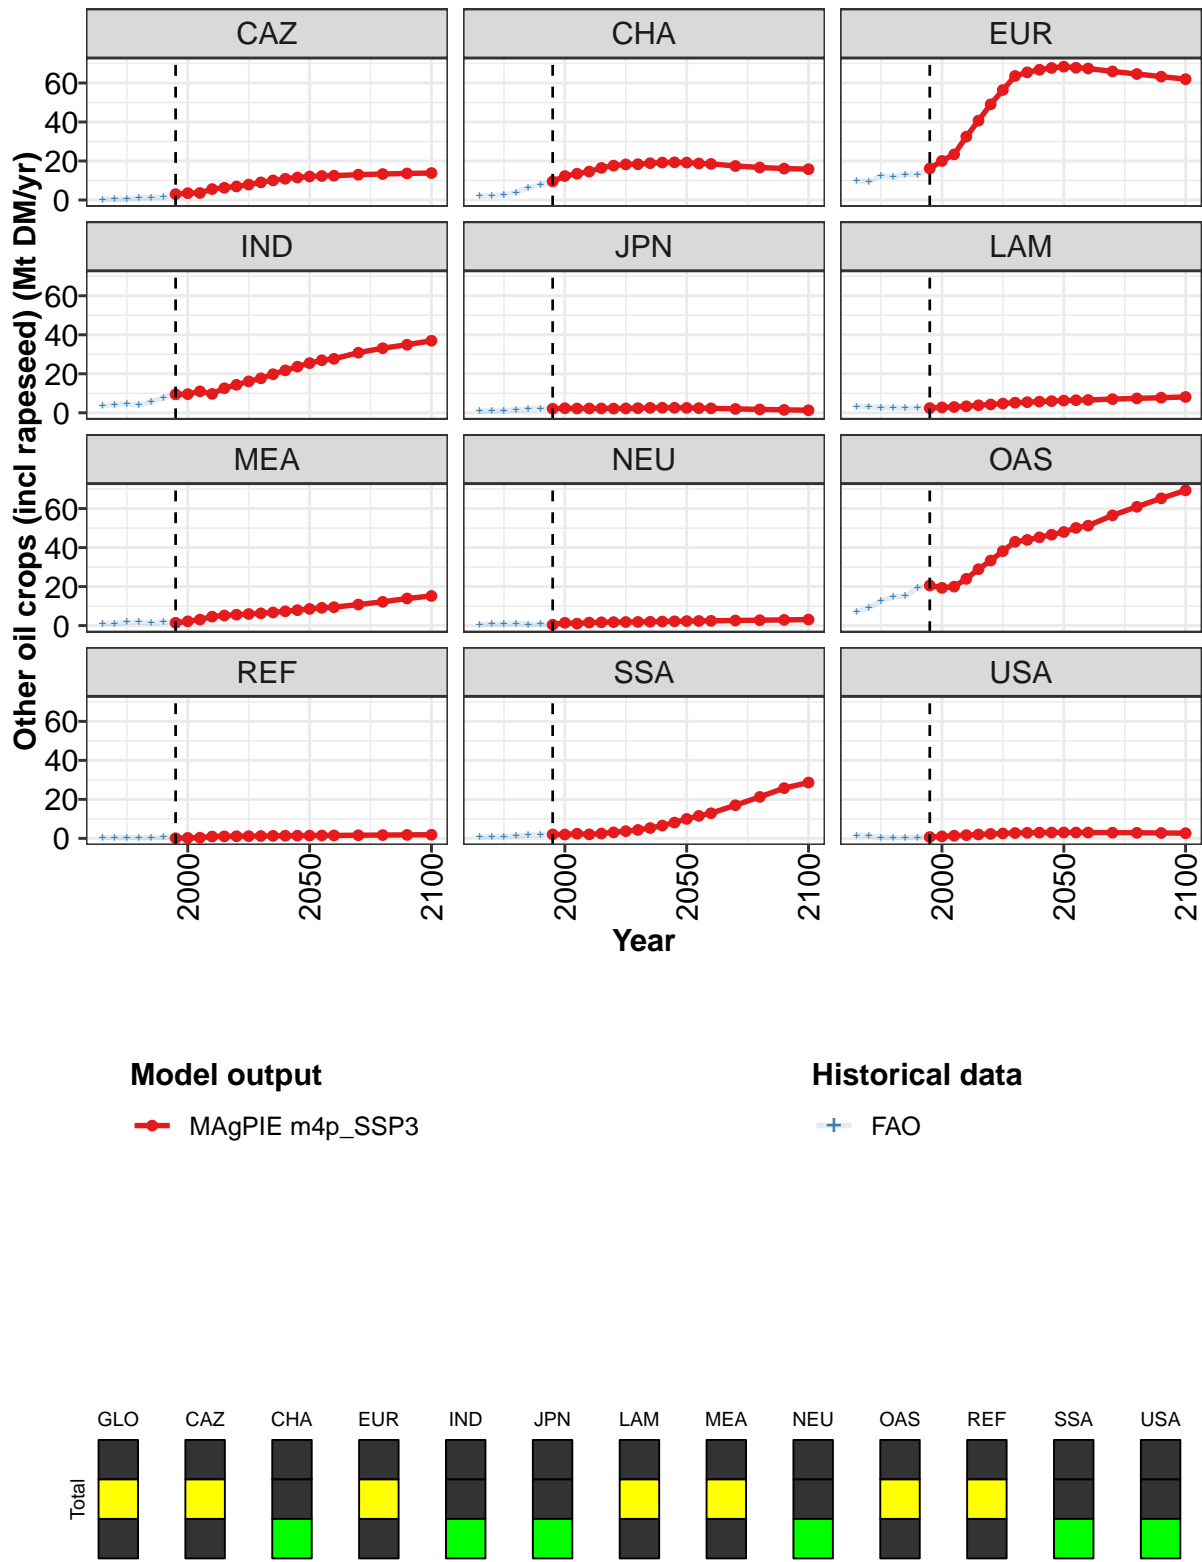 CAZ CHA EUR
60
40
20
0
IND JPN LAM
60
40
20
0
MEA NEU OAS
60
40
20
0
REF SSA USA
60
40
20
0
Other oil crops (incl rapeseed) (Mt DM/yr)
2000 2050 2100 2000 2050 2100 2000 2050 2100
Year
Model output Historical data
MAgPIE m4p_SSP3 FAO
GLO CAZ CHA EUR IND JPN LAM MEA NEU OAS REF SSA USA
Total